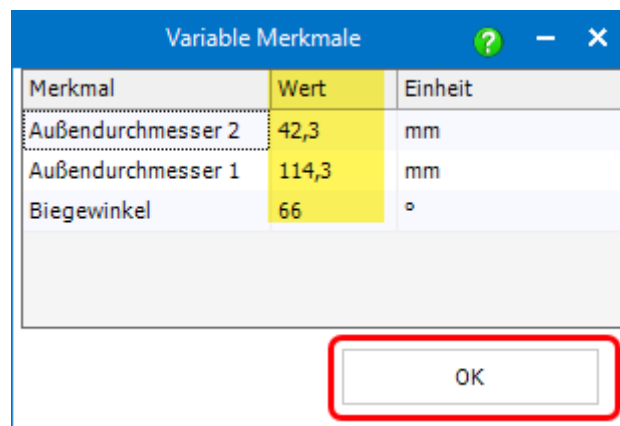 Variable Merkmale
Merkmal Wert Einheit
Außendurchmesser 2 42,3 mm
Außendurchmesser 1 114,3 mm
Biegewinkel 66 °
OK